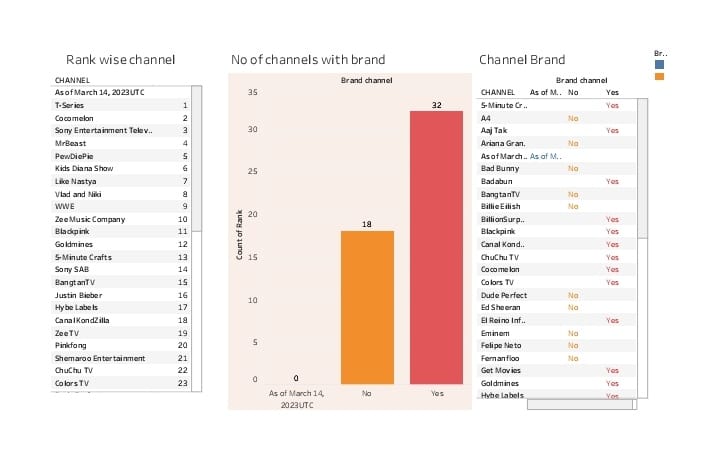 Rank wise channel
CHANNEL
As of March 14, 2023UTC
T-Series 1
Cocomelon 2
Sony Entertainment Telev.. 3
MrBeast 4
PewDiePie 5
Kids Diana Show 6
Like Nastya 7
Vlad and Niki 8
WWE 9
Zee Music Company 10
Blackpink 11
Goldmines 12
5-Minute Crafts 13
Sony SAB 14
BangtanTV 15
Justin Bieber 16
Hybe Labels 17
Canal KondZilla 18
Zee TV 19
Pinkfong 20
Shemaroo Entertainment 21
ChuChu TV 22
Colors TV 23
No of channels with brand
Brand channel
Count of Rank
35
30
25
20
15
10
5
0
0
18
32
As of March 14,
2023UTC
No
Yes
Channel Brand
Brand channel
CHANNEL As of M.. No Yes
5-Minute Cr.. Yes
A4 No
Aaj Tak Yes
Ariana Gran.. No
As of March.. As of M..
Bad Bunny No
Badabun Yes
BangtanTV No
Billie Eilish No
BillionSurp.. Yes
Blackpink Yes
Canal Kond.. Yes
ChuChu TV Yes
Cocomelon Yes
Colors TV Yes
Dude Perfect No
Ed Sheeran No
El Reino Inf.. Yes
Eminem No
Felipe Neto No
Fernanfloo No
Get Movies Yes
Goldmines Yes
Hybe Labels Yes
Br..